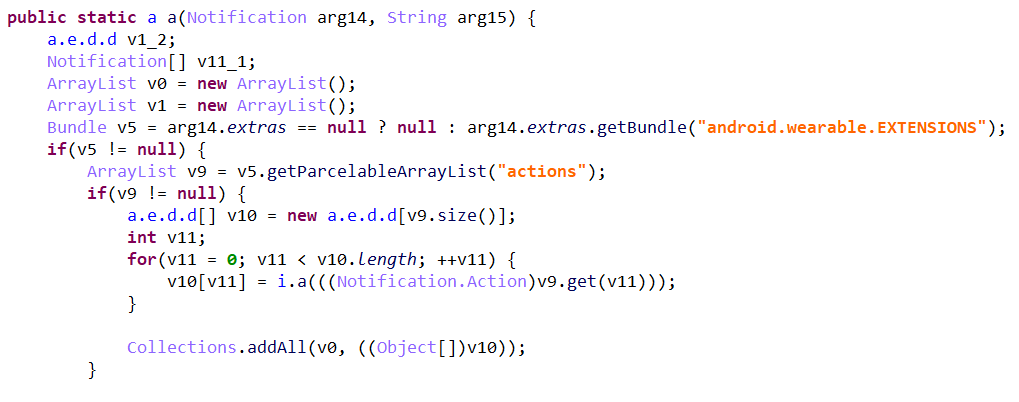 public static a a(Notification arg14, String arg15) {
    a.e.d.d v1_2;
    Notification[] v11_1;
    ArrayList v0 = new ArrayList();
    ArrayList v1 = new ArrayList();
    Bundle v5 = arg14.extras == null ? null : arg14.extras.getBundle("android.wearable.EXTENSIONS");
    if(v5 != null) {
        ArrayList v9 = v5.getParcelableArrayList("actions");
        if(v9 != null) {
            a.e.d.d[] v10 = new a.e.d.d[v9.size()];
            int v11;
            for(v11 = 0; v11 < v10.length; ++v11) {
                v10[v11] = i.a(((Notification.Action)v9.get(v11)));
            }
            Collections.addAll(v0, ((Object[])v10));
        }